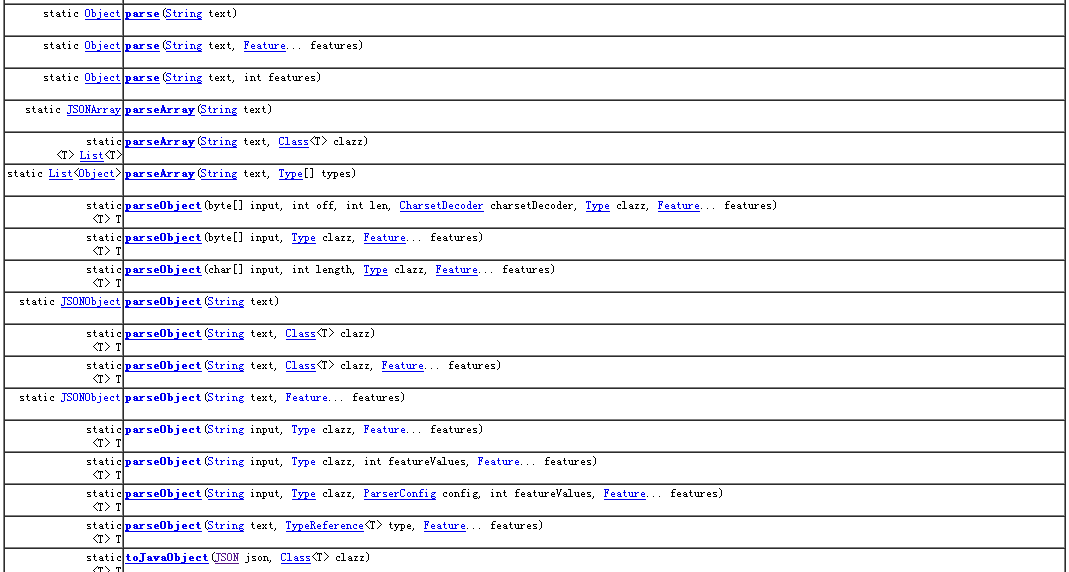 static Object parse(String text)
static Object parse(String text, Feature... features)
static Object parse(String text, int features)
static JSONArray parseArray(String text)
static parseArray(String text, Class<T> clazz)
<T> List<T>
static List<Object> parseArray(String text, Type[] types)
static parseObject(byte[] input, int off, int len, CharsetDecoder charsetDecoder, Type clazz, Feature... features)
<T> T
static parseObject(byte[] input, Type clazz, Feature... features)
<T> T
static parseObject(char[] input, int length, Type clazz, Feature... features)
<T> T
static JSONObject parseObject(String text)
static parseObject(String text, Class<T> clazz)
<T> T
static parseObject(String text, Class<T> clazz, Feature... features)
<T> T
static JSONObject parseObject(String text, Feature... features)
static parseObject(String input, Type clazz, Feature... features)
<T> T
static parseObject(String input, Type clazz, int featureValues, Feature... features)
<T> T
static parseObject(String input, Type clazz, ParserConfig config, int featureValues, Feature... features)
<T> T
static parseObject(String text, TypeReference<T> type, Feature... features)
<T> T
static toJavaObject(JSON json, Class<T> clazz)
<T> T